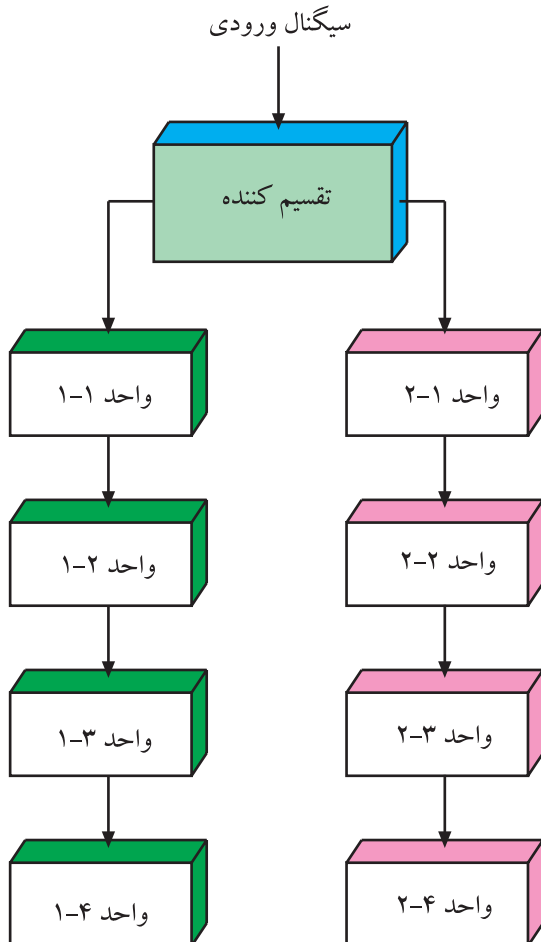 سیگنال ورودی
تقسیم کننده
واحد ۱-۱
واحد ۱-۲
واحد ۱-۳
واحد ۱-۴
واحد ۲-۱
واحد ۲-۲
واحد ۲-۳
واحد ۲-۴